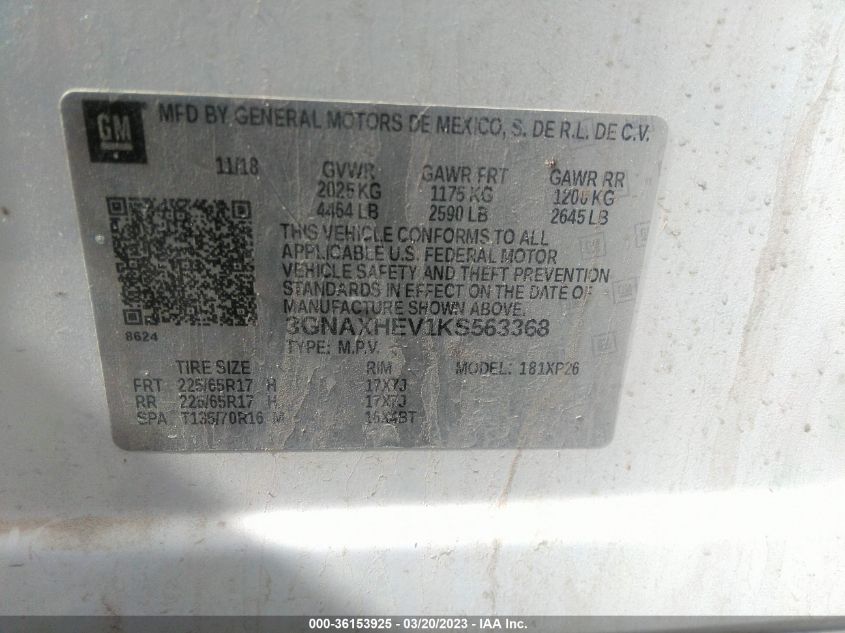 GM
MFD BY GENERAL MOTORS DE MEXICO, S. DE R.L. DE C.V.
11/18 GVWR GAWR FRT GAWR RR
2025 KG 1175 KG 1200 KG
4464 LB 2590 LB 2645 LB
THIS VEHICLE CONFORMS TO ALL
APPLICABLE U.S. FEDERAL MOTOR
VEHICLE SAFETY AND THEFT PREVENTION
STANDARDS IN EFFECT ON THE DATE OF
MANUFACTURE SHOWN ABOVE.
8624
3GNAXHEV1KS563368
TYPE: M.P.V.
TIRE SIZE RIM MODEL: 181XP26
FRT 225/65R17 H 17X7J
RR 225/65R17 H 17X7J
SPA T135/70R16 M 16X4BT
000-36153925 - 03/20/2023 - IAA Inc.